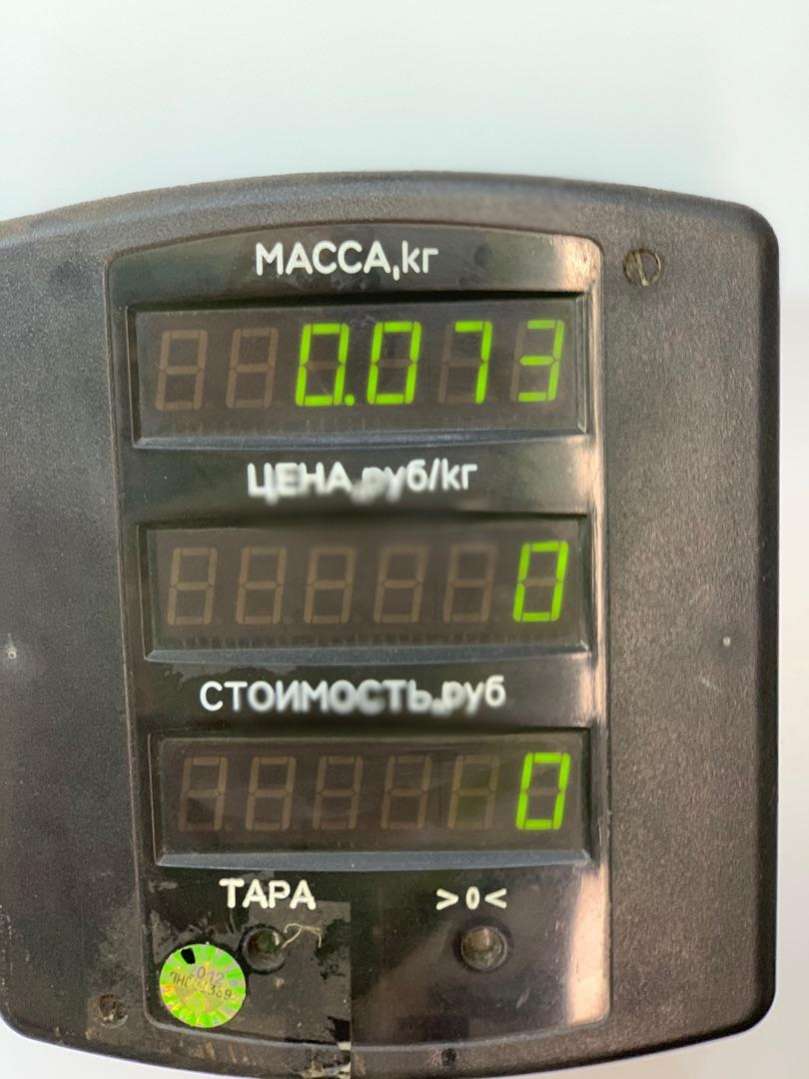 МАССА,кг
0.073
ЦЕНА,руб/кг
0
СТОИМОСТЬ,руб
0
ТАРА >0<